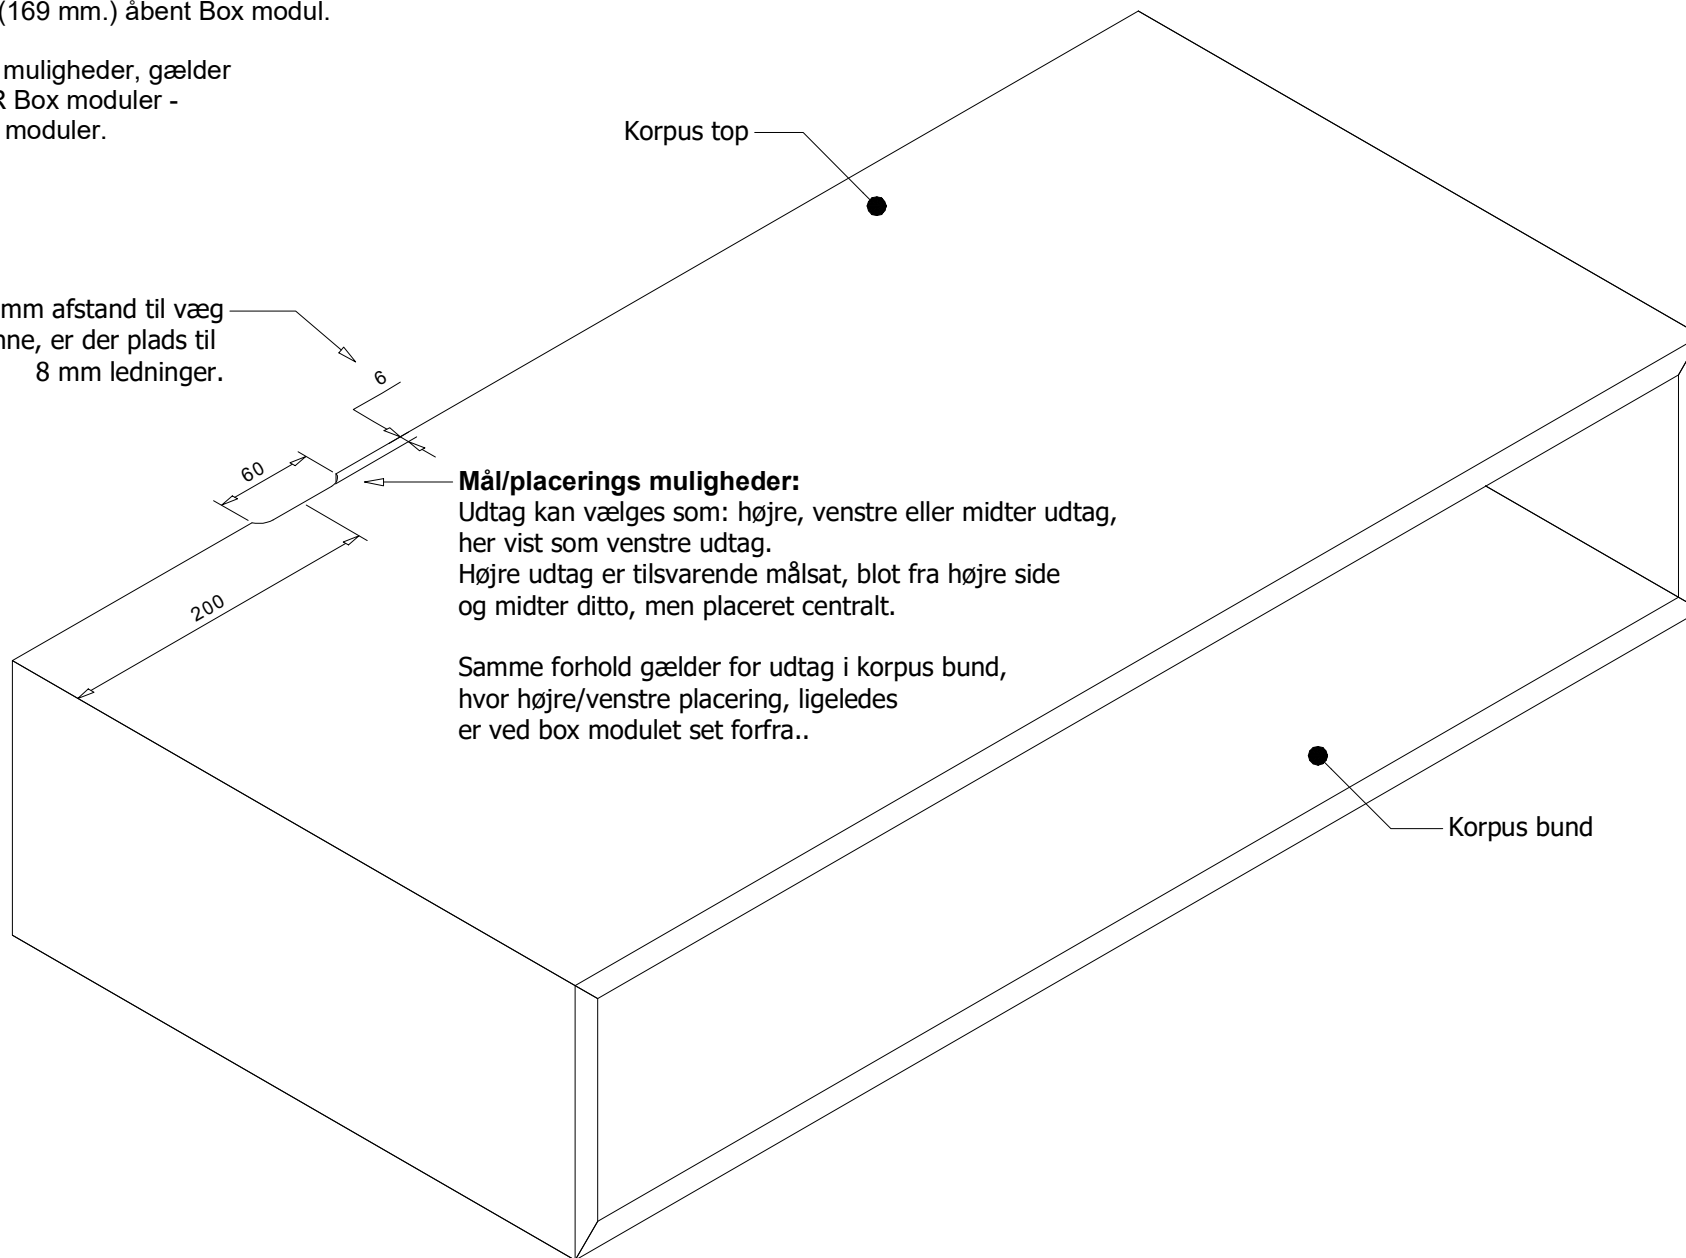 (169 mm.) åbent Box modul.
muligheder, gælder
R Box moduler -
moduler.
Korpus top
mm afstand til væg
er der plads til
8 mm ledninger.
6
60
200
Mål/placerings muligheder:
Udtag kan vælges som: højre, venstre eller midter udtag,
her vist som venstre udtag.
Højre udtag er tilsvarende målsat, blot fra højre side
og midter ditto, men placeret centralt.
Samme forhold gælder for udtag i korpus bund,
hvor højre/venstre placering, ligeledes
er ved box modulet set forfra..
Korpus bund